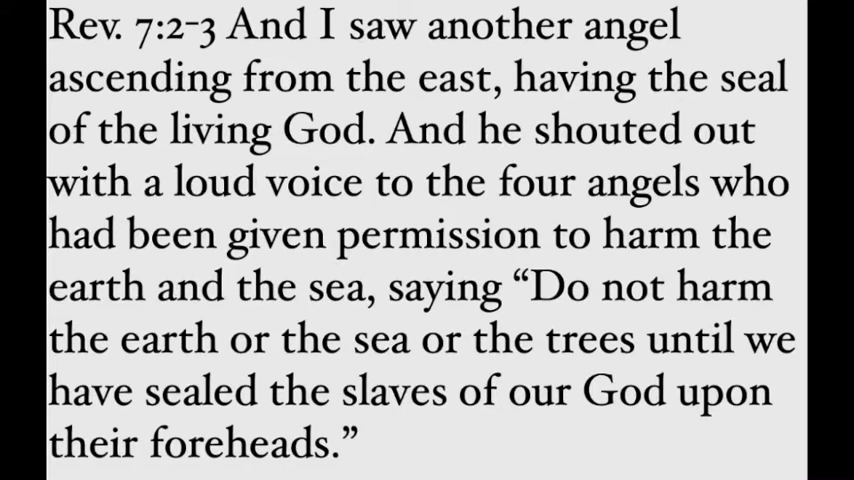 Rev. 7:2-3 And I saw another angel
ascending from the east, having the seal
of the living God. And he shouted out
with a loud voice to the four angels who
had been given permission to harm the
earth and the sea, saying “Do not harm
the earth or the sea or the trees until we
have sealed the slaves of our God upon
their foreheads.”